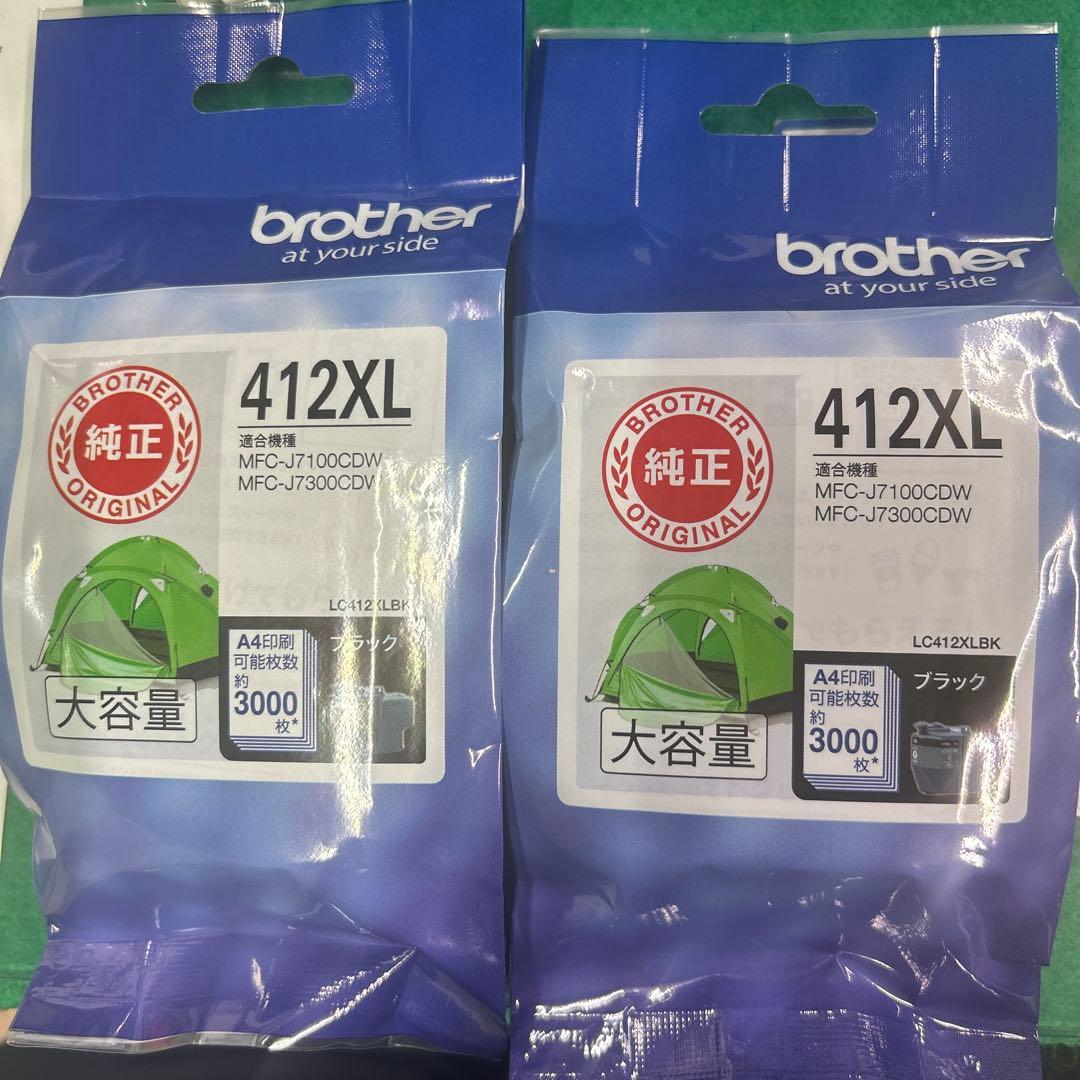 brother
at your side
BROTHER
純正
ORIGINAL
412XL
適合機種
MFC-J7100CDW
MFC-J7300CDW
LC412XLBK
A4印刷
可能枚数
約
3000
枚*
ブラック
大容量
brother
at your side
BROTHER
純正
ORIGINAL
412XL
適合機種
MFC-J7100CDW
MFC-J7300CDW
LC412XLBK
A4印刷
可能枚数
約
3000
枚*
ブラック
大容量